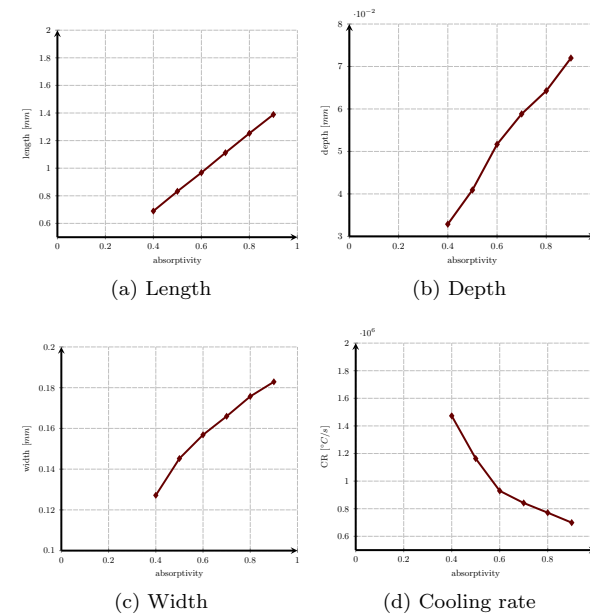 2
1.8
1.6
1.4
1.2
1
0.8
0.6
length [mm]
0 0.2 0.4 0.6 0.8 1
absorptivity
(a) Length
·10⁻²
8
7
6
5
4
3
depth [mm]
0 0.2 0.4 0.6 0.8
absorptivity
(b) Depth
0.2
0.18
0.16
0.14
0.12
0.1
width [mm]
0 0.2 0.4 0.6 0.8 1
absorptivity
(c) Width
·10⁶
2
1.8
1.6
1.4
1.2
1
0.8
0.6
CR [°C/s]
0 0.2 0.4 0.6 0.8
absorptivity
(d) Cooling rate